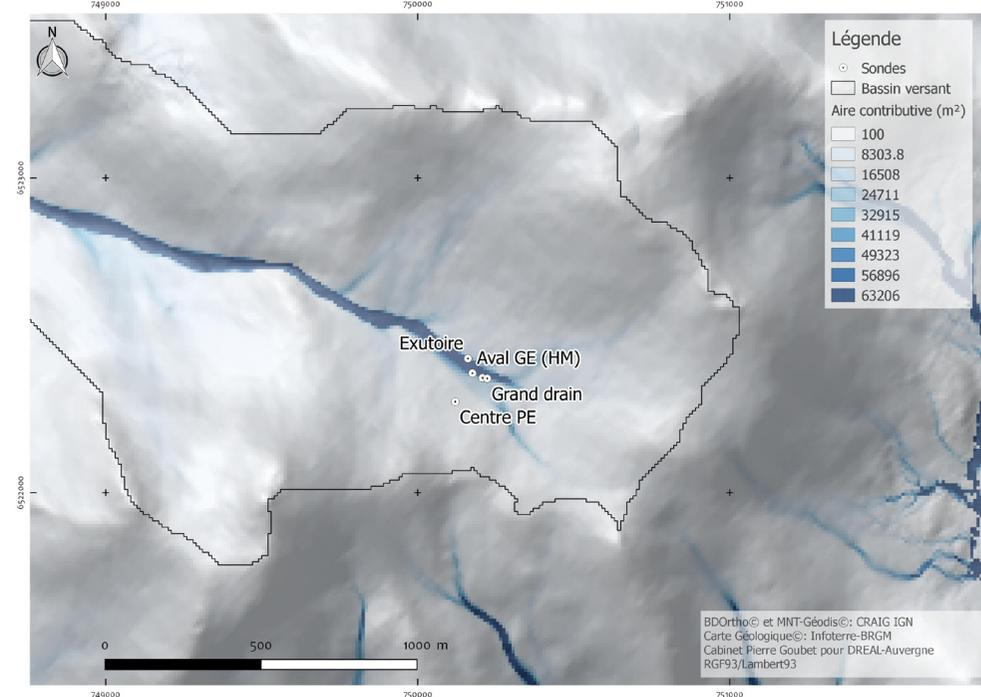 749000
750000
751000
N
Légende
Sondes
Bassin versant
Aire contributive (m²)
100
8303.8
16508
24711
32915
41119
49323
56896
63206
6523000
Exutoire
Aval GE (HM)
Grand drain
Centre PE
6522000
BDOrtho© et MNT-Géodis©: CRAIG IGN
Carte Géologique©: Infoterre-BRGM
Cabinet Pierre Goubet pour DREAL-Auvergne
RGF93/Lambert93
0 500 1000 m
749000
750000
751000